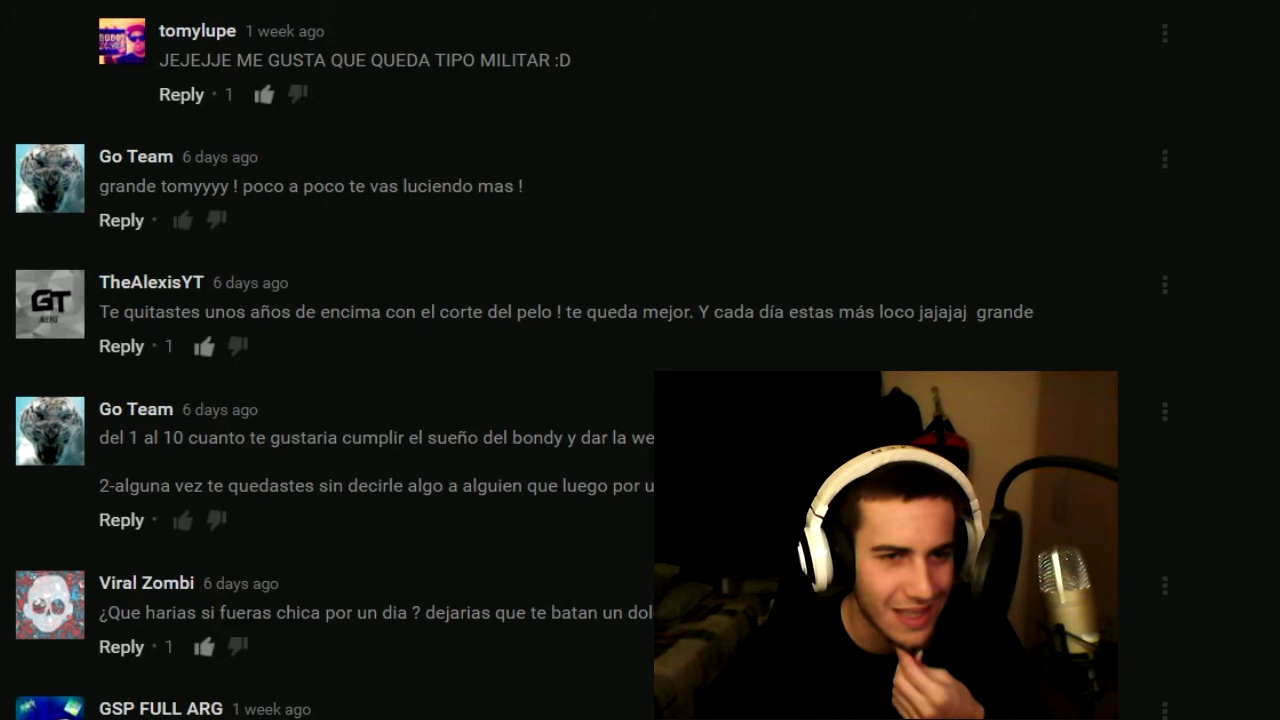 tomylupe 1 week ago
JEJEJJE ME GUSTA QUE QUEDA TIPO MILITAR :D
Reply · 1
Go Team 6 days ago
grande tomyyyy ! poco a poco te vas luciendo mas !
Reply ·
TheAlexisYT 6 days ago
GT
Te quitastes unos años de encima con el corte del pelo ! te queda mejor. Y cada día estas más loco jajajaj grande
Reply · 1
Go Team 6 days ago
del 1 al 10 cuanto te gustaria cumplir el sueño del bondy y dar la we
2-alguna vez te quedastes sin decirle algo a alguien que luego por u
Reply ·
Viral Zombi 6 days ago
¿Que harias si fueras chica por un dia ? dejarias que te batan un dol
Reply · 1
GSP FULL ARG 1 week ago